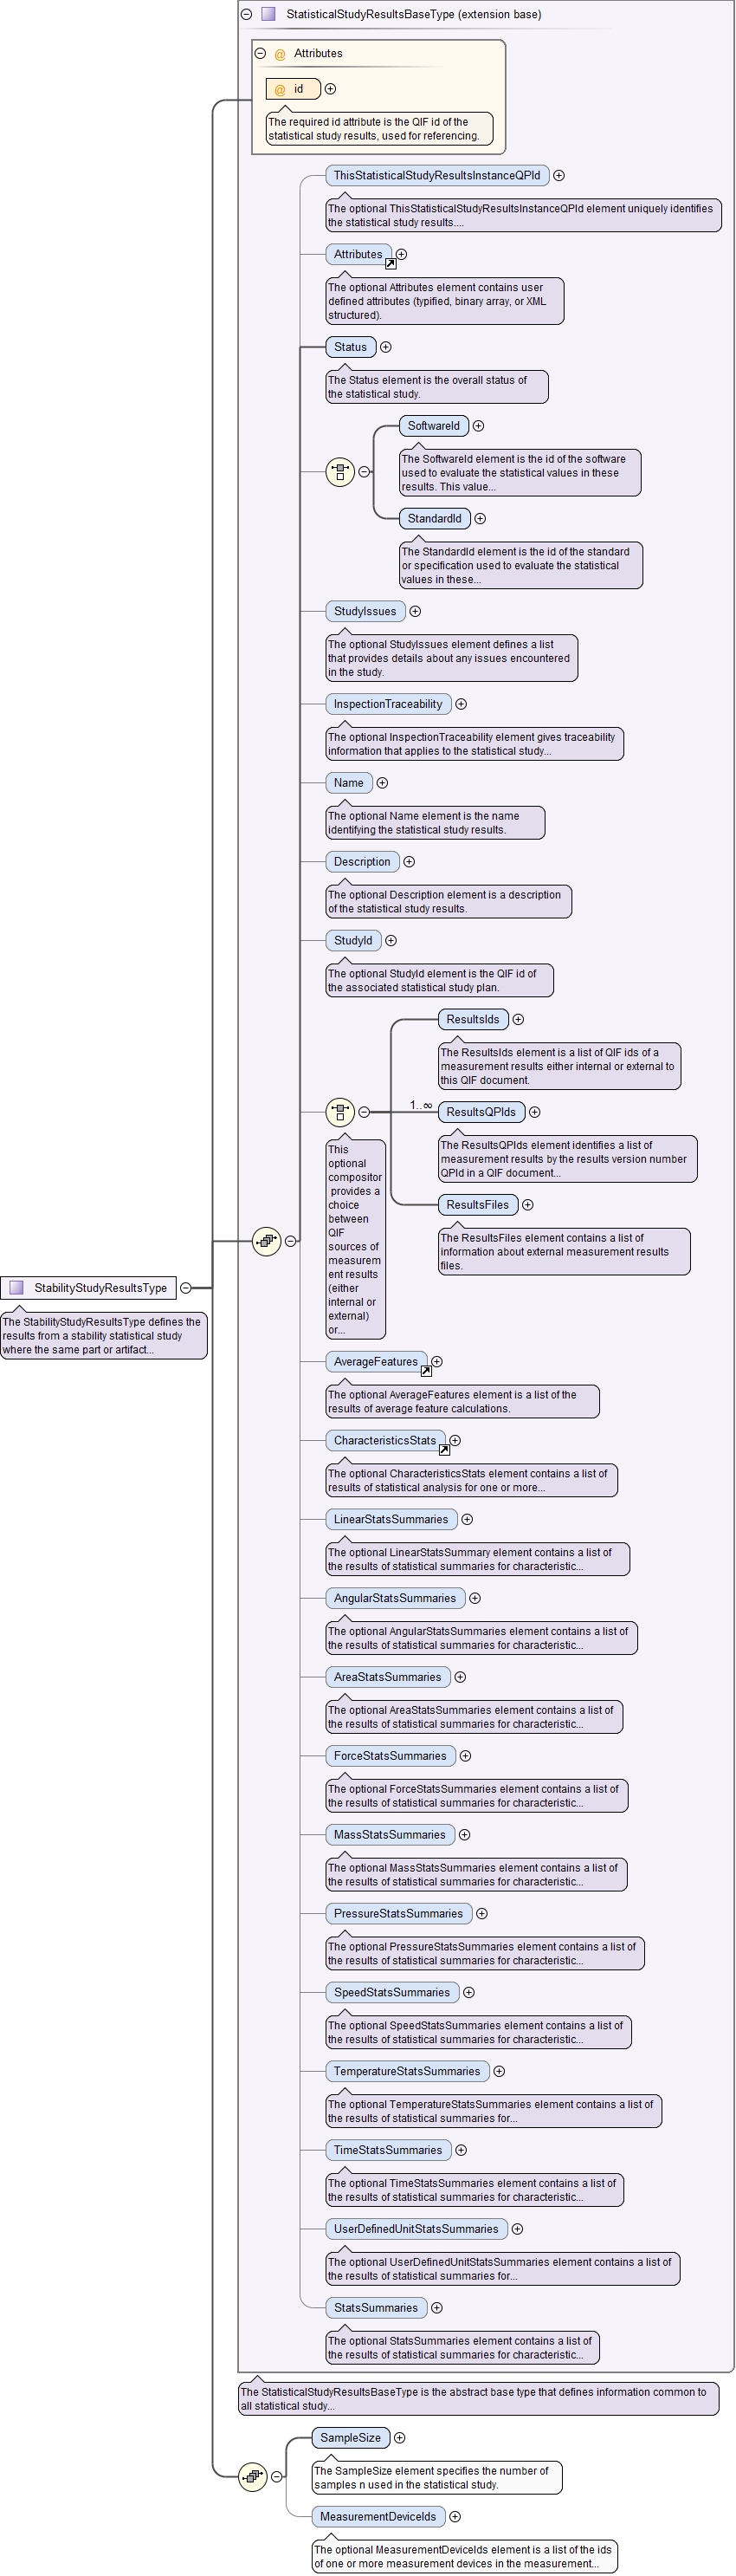 StatisticalStudyResultsBaseType (extension base)
@ Attributes
@ id
The required id attribute is the QIF id of the
statistical study results, used for referencing.
ThisStatisticalStudyResultsInstanceQPId
The optional ThisStatisticalStudyResultsInstanceQPId element uniquely identifies
the statistical study results....
Attributes
The optional Attributes element contains user
defined attributes (typified, binary array, or XML
structured).
Status
The Status element is the overall status of
the statistical study.
SoftwareId
The SoftwareId element is the id of the software
used to evaluate the statistical values in these
results. This value...
StandardId
The StandardId element is the id of the standard
or specification used to evaluate the statistical
values in these...
StudyIssues
The optional StudyIssues element defines a list
that provides details about any issues encountered
in the study.
InspectionTraceability
The optional InspectionTraceability element gives traceability
information that applies to the statistical study...
Name
The optional Name element is the name
identifying the statistical study results.
Description
The optional Description element is a description
of the statistical study results.
StudyId
The optional StudyId element is the QIF id of
the associated statistical study plan.
ResultsIds
The ResultsIds element is a list of QIF ids of a
measurement results either internal or external to
this QIF document.
1..∞
ResultsQPIds
The ResultsQPIds element identifies a list of
measurement results by the results version number
QPId in a QIF document...
ResultsFiles
The ResultsFiles element contains a list of
information about external measurement results
files.
This
optional
compositor
provides a
choice
between
QIF
sources of
measurem
ent results
(either
internal or
external)
or...
StabilityStudyResultsType
The StabilityStudyResultsType defines the
results from a stability statistical study
where the same part or artifact...
AverageFeatures
The optional AverageFeatures element is a list of the
results of average feature calculations.
CharacteristicsStats
The optional CharacteristicsStats element contains a list of
results of statistical analysis for one or more...
LinearStatsSummaries
The optional LinearStatsSummary element contains a list of
the results of statistical summaries for characteristic...
AngularStatsSummaries
The optional AngularStatsSummaries element contains a list of
the results of statistical summaries for characteristic...
AreaStatsSummaries
The optional AreaStatsSummaries element contains a list of
the results of statistical summaries for characteristic...
ForceStatsSummaries
The optional ForceStatsSummaries element contains a list of
the results of statistical summaries for characteristic...
MassStatsSummaries
The optional MassStatsSummaries element contains a list of
the results of statistical summaries for characteristic...
PressureStatsSummaries
The optional PressureStatsSummaries element contains a list of
the results of statistical summaries for characteristic...
SpeedStatsSummaries
The optional SpeedStatsSummaries element contains a list of
the results of statistical summaries for characteristic...
TemperatureStatsSummaries
The optional TemperatureStatsSummaries element contains a list of
the results of statistical summaries for...
TimeStatsSummaries
The optional TimeStatsSummaries element contains a list of
the results of statistical summaries for characteristic...
UserDefinedUnitStatsSummaries
The optional UserDefinedUnitStatsSummaries element contains a list of
the results of statistical summaries for...
StatsSummaries
The optional StatsSummaries element contains a list of
the results of statistical summaries for characteristic...
The StatisticalStudyResultsBaseType is the abstract base type that defines information common to
all statistical study...
SampleSize
The SampleSize element specifies the number of
samples n used in the statistical study.
MeasurementDeviceIds
The optional MeasurementDeviceIds element is a list of the ids
of one or more measurement devices in the measurement...